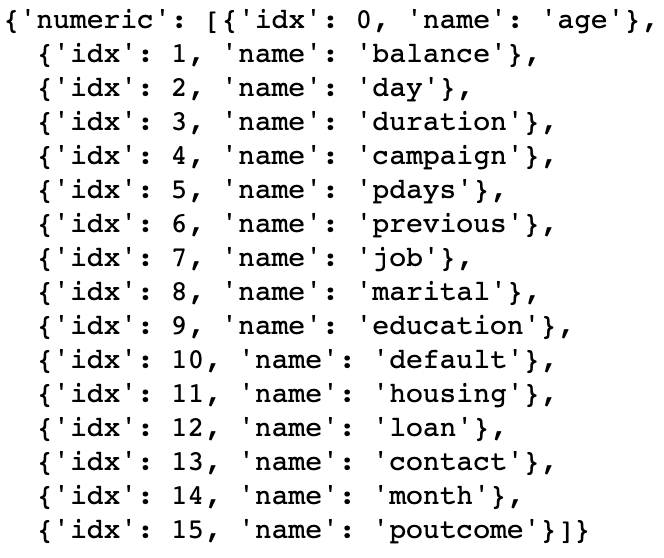 {'numeric': [{'idx': 0, 'name': 'age'},
{'idx': 1, 'name': 'balance'},
{'idx': 2, 'name': 'day'},
{'idx': 3, 'name': 'duration'},
{'idx': 4, 'name': 'campaign'},
{'idx': 5, 'name': 'pdays'},
{'idx': 6, 'name': 'previous'},
{'idx': 7, 'name': 'job'},
{'idx': 8, 'name': 'marital'},
{'idx': 9, 'name': 'education'},
{'idx': 10, 'name': 'default'},
{'idx': 11, 'name': 'housing'},
{'idx': 12, 'name': 'loan'},
{'idx': 13, 'name': 'contact'},
{'idx': 14, 'name': 'month'},
{'idx': 15, 'name': 'poutcome'}]}